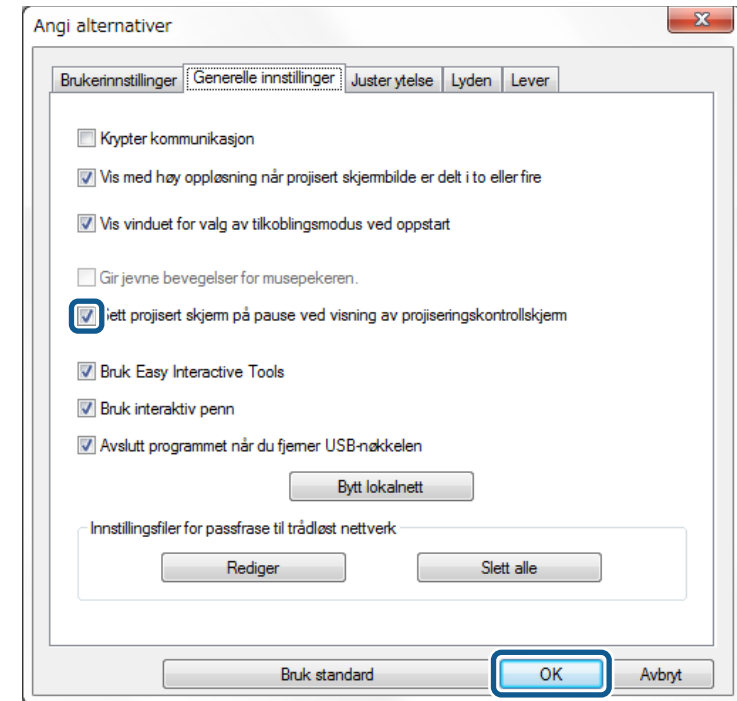 Angi alternativer
Brukerinnstillinger Generelle innstillinger Juster ytelse Lyden Lever
Krypter kommunikasjon
Vis med høy oppløsning når projisert skjembilde er delt i to eller fire
Vis vinduet for valg av tilkoblingsmodus ved oppstart
Gir jevne bevegelser for musepekeren.
Sett projisert skjerm på pause ved visning av projiseringskontrollskjerm
Bruk Easy Interactive Tools
Bruk interaktiv penn
Avslutt programmet når du fjerner USB-nøkkelen
Bytt lokalnett
Innstillingsfiler for passfrase til trådløst nettverk
Rediger Slett alle
Bruk standard OK Avbryt